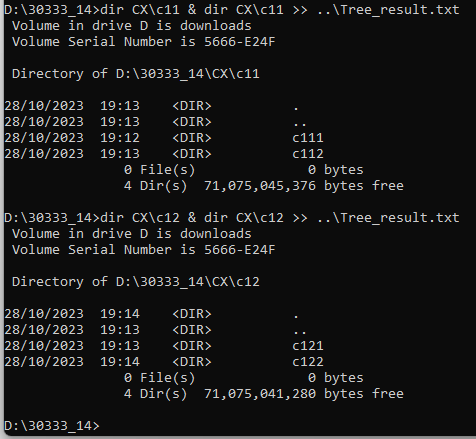 D:\30333_14>dir CX\c11 & dir CX\c11 >> ..\Tree_result.txt
 Volume in drive D is downloads
 Volume Serial Number is 5666-E24F

 Directory of D:\30333_14\CX\c11

28/10/2023  19:13    <DIR>          .
28/10/2023  19:13    <DIR>          ..
28/10/2023  19:12    <DIR>          c111
28/10/2023  19:13    <DIR>          c112
               0 File(s)              0 bytes
               4 Dir(s)  71,075,045,376 bytes free

D:\30333_14>dir CX\c12 & dir CX\c12 >> ..\Tree_result.txt
 Volume in drive D is downloads
 Volume Serial Number is 5666-E24F

 Directory of D:\30333_14\CX\c12

28/10/2023  19:14    <DIR>          .
28/10/2023  19:13    <DIR>          ..
28/10/2023  19:13    <DIR>          c121
28/10/2023  19:14    <DIR>          c122
               0 File(s)              0 bytes
               4 Dir(s)  71,075,041,280 bytes free

D:\30333_14>